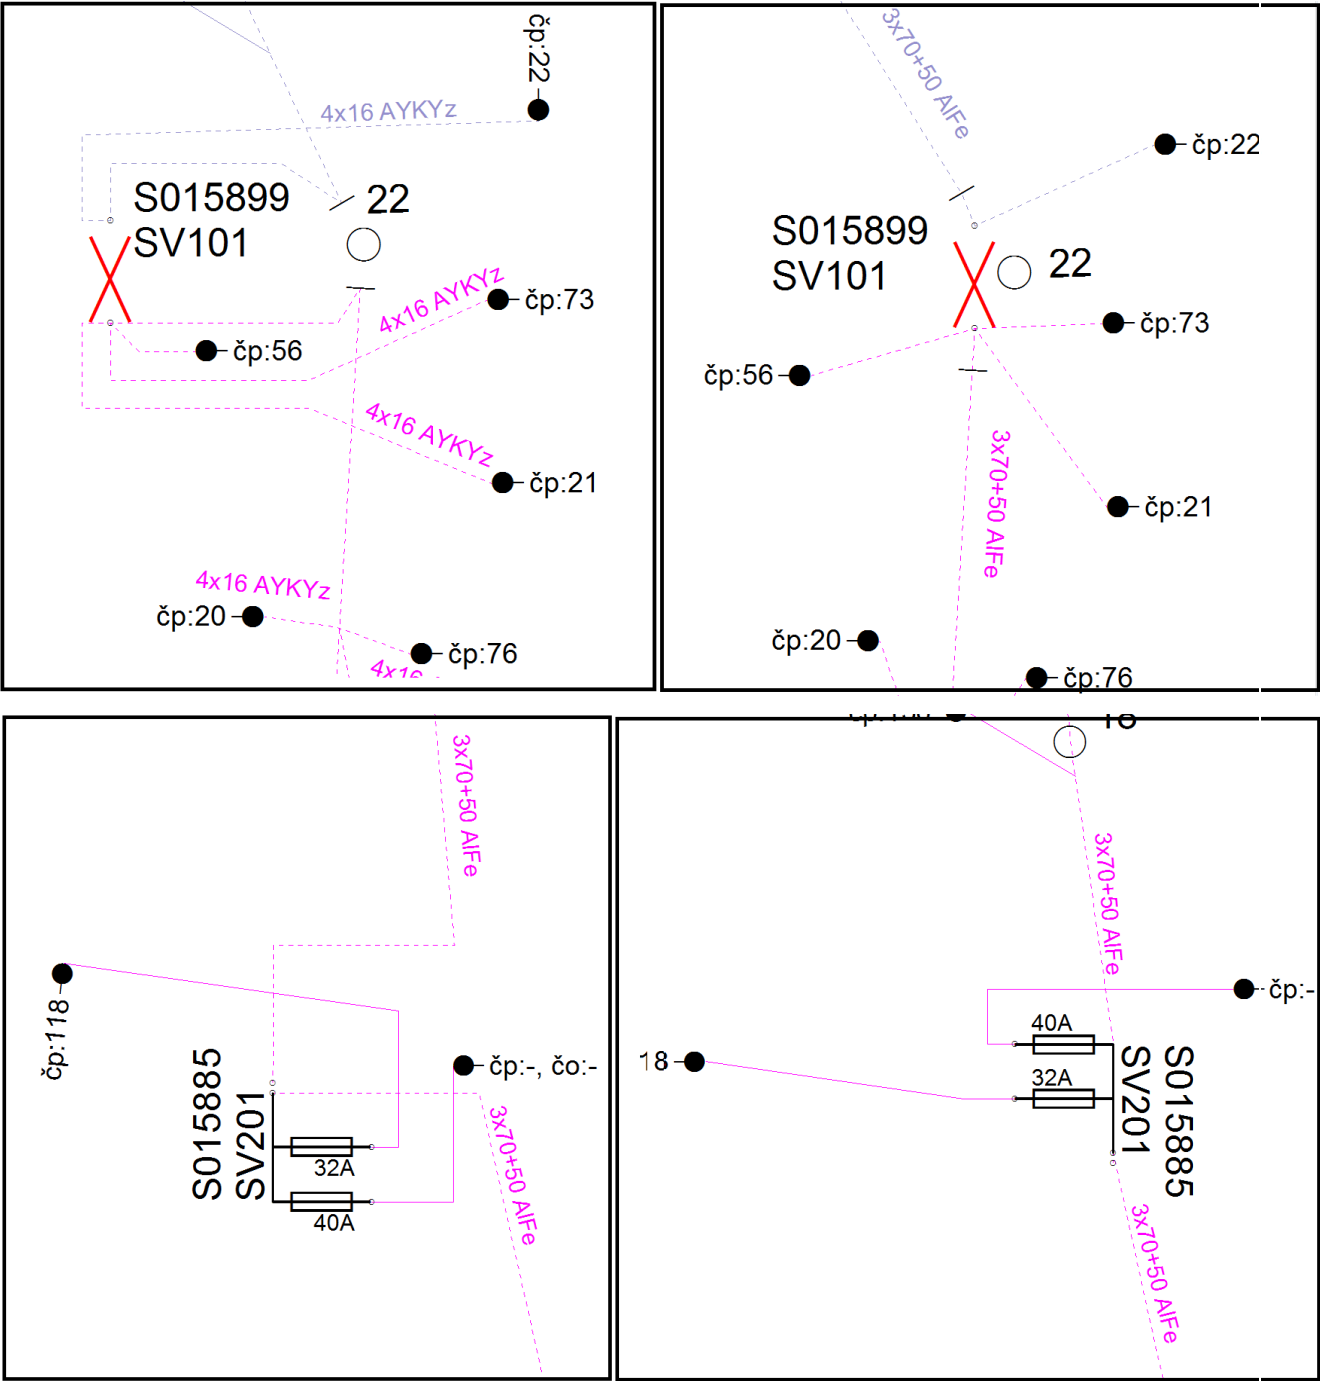 čp:22
4x16 AYKYz
S015899
SV101
22
4x16 AYKYz
čp:73
čp:56
4x16 AYKYz
čp:21
4x16 AYKYz
čp:20
čp:76
3x70+50 AlFe
čp:22
S015899
SV101
22
čp:73
čp:56
3x70+50 AlFe
čp:21
čp:20
čp:76
3x70+50 AlFe
čp:118
S015885
SV201
čp:-, čo:-
32A
40A
3x70+50 AlFe
3x70+50 AlFe
čp:-
40A
32A
18
SV201
S015885
3x70+50 AlFe